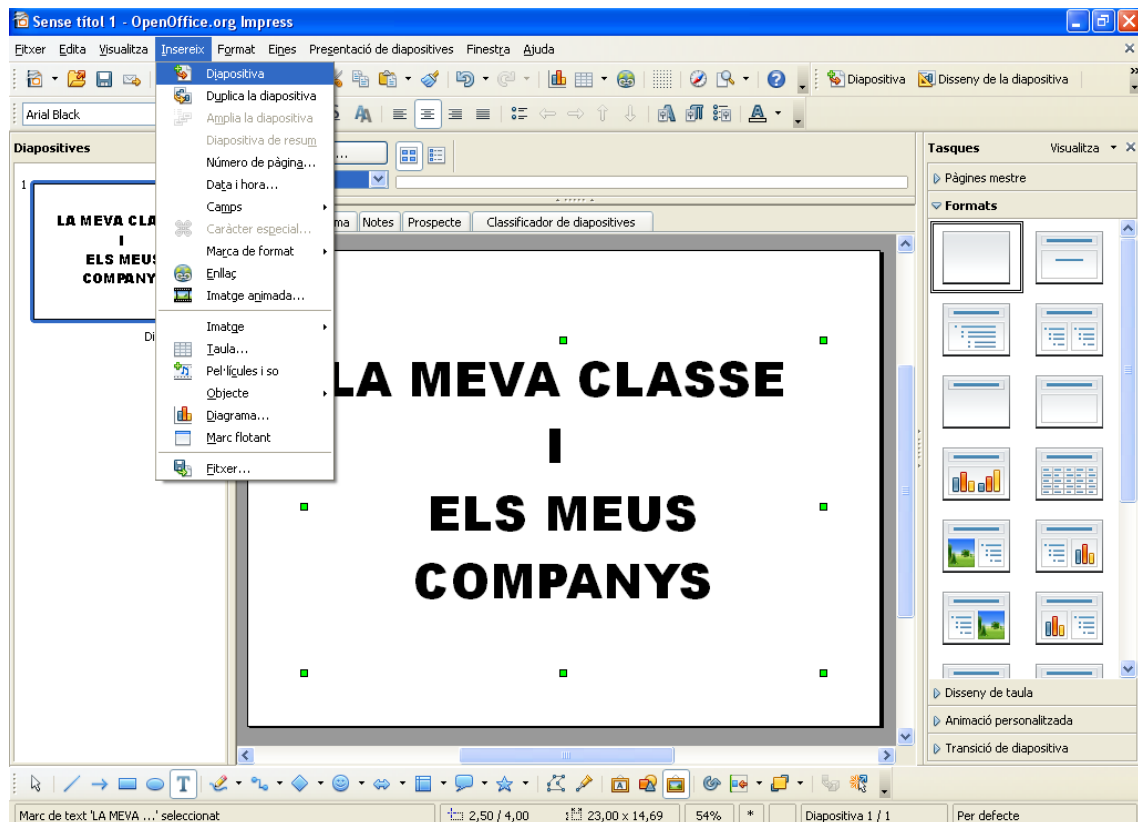 Sense títol 1 - OpenOffice.org Impress
Fitxer Edita Visualitza Insereix Format Eines Presentació de diapositives Finestra Ajuda
Diapositiva Disseny de la diapositiva
Arial Black
Diapositiva
Duplica la diapositiva
Amplia la diapositiva
Diapositiva de resum
Número de pàgina...
Data i hora...
Camps
Caràcter especial...
Marca de format
Enllaç
Imatge animada...
Imatge
Taula...
Pel·lícules i so
Objecte
Diagrama...
Marc flotant
Fitxer...
Diapositives
1
LA MEVA CLA
I
ELS MEUS
COMPANY
Di
...
ma Notes Prospecte Classificador de diapositives
LA MEVA CLASSE
I
ELS MEUS
COMPANYS
Tasques Visualitza
Pàgines mestre
Formats
Disseny de taula
Animació personalitzada
Transició de diapositiva
Marc de text 'LA MEVA ...' seleccionat 2,50 / 4,00 23,00 x 14,69 54% * Diapositiva 1 / 1 Per defecte